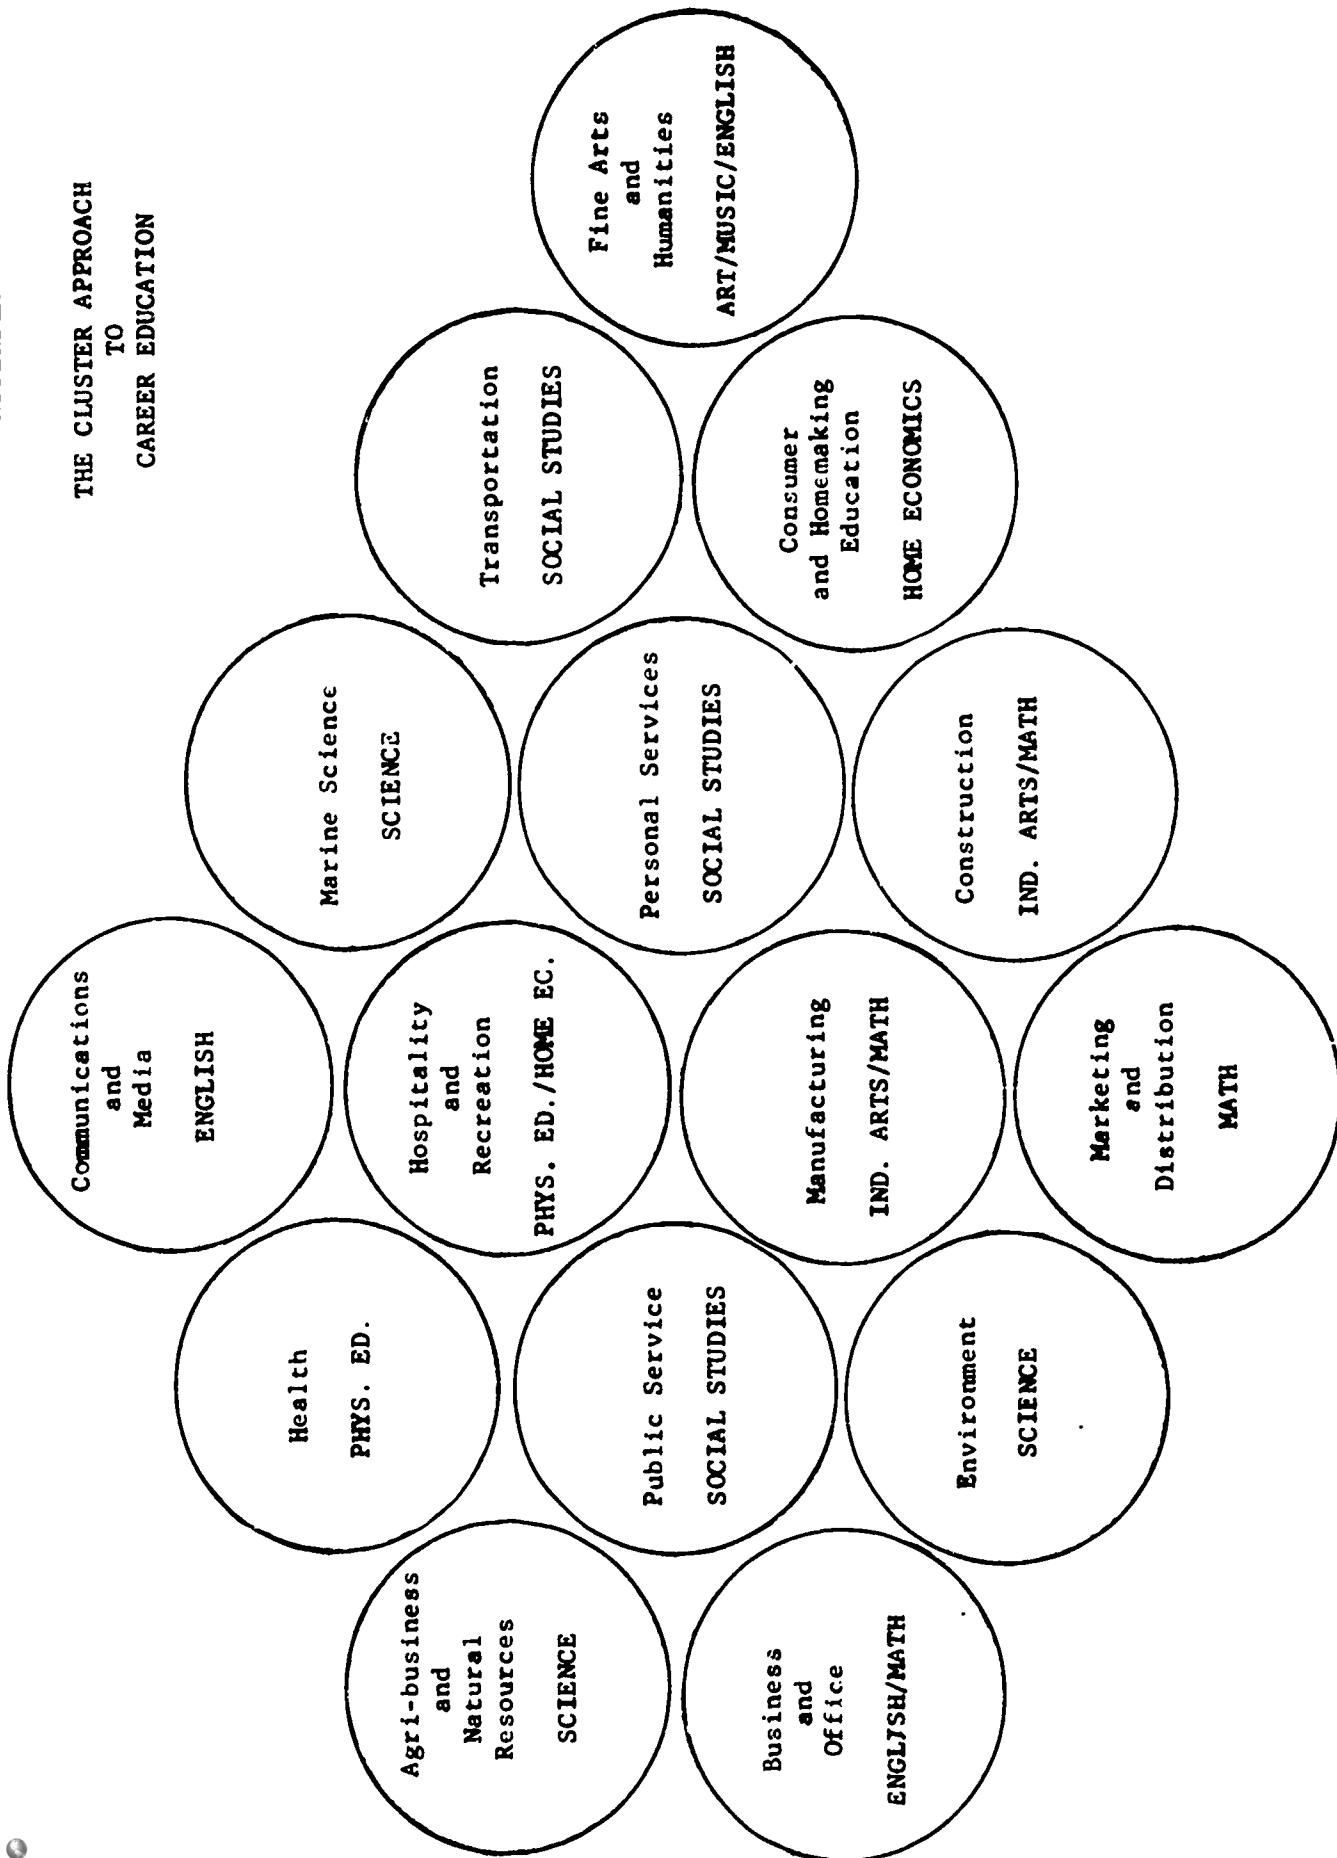 THE CLUSTER APPROACH
TO
CAREER EDUCATION
Communications
and
Media
ENGLISH
Health
PHYS. ED.
Marine Science
SCIENCE
Agri-business
and
Natural
Resources
SCIENCE
Hospitality
and
Recreation
PHYS. ED./HOME EC.
Transportation
SOCIAL STUDIES
Public Service
SOCIAL STUDIES
Personal Services
SOCIAL STUDIES
Fine Arts
and
Humanities
ART/MUSIC/ENGLISH
Business
and
Office
ENGLISH/MATH
Manufacturing
IND. ARTS/MATH
Consumer
and Homemaking
Education
HOME ECONOMICS
Environment
SCIENCE
Construction
IND. ARTS/MATH
Marketing
and
Distribution
MATH